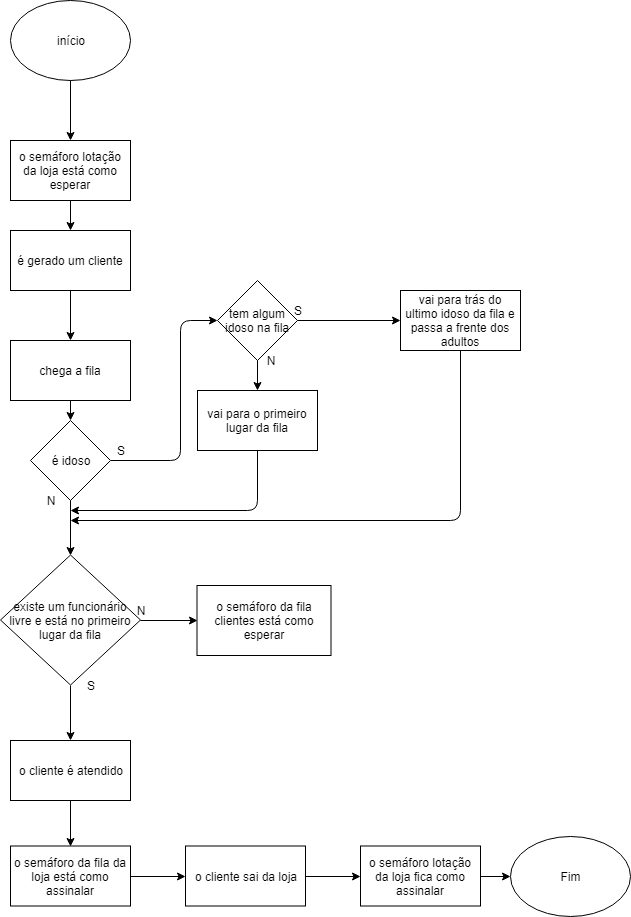 início
o semáforo lotação
da loja está como
esperar
é gerado um cliente
chega a fila
é idoso
S
N
tem algum
idoso na fila
S
N
vai para trás do
ultimo idoso da fila e
passa a frente dos
adultos
vai para o primeiro
lugar da fila
existe um funcionário
livre e está no primeiro
lugar da fila
N
S
o semáforo da fila
clientes está como
esperar
o cliente é atendido
o semáforo da fila da
loja está como
assinalar
o cliente sai da loja
o semáforo lotação
da loja fica como
assinalar
Fim